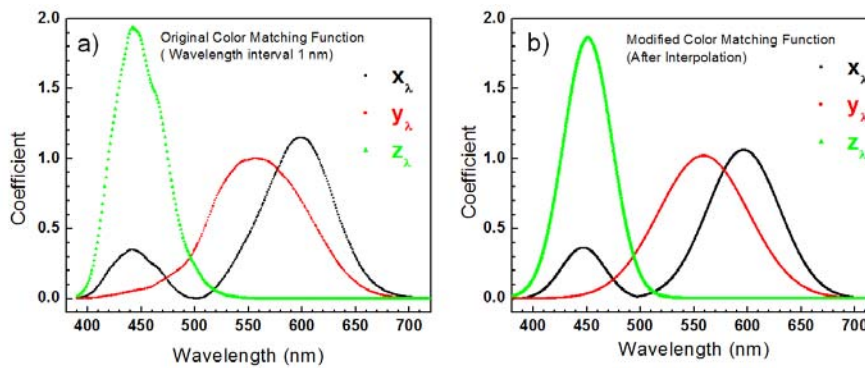 a)
Original Color Matching Function
( Wavelength interval 1 nm)
x λ
y λ
z λ
Coefficient
2.0
1.5
1.0
0.5
0.0
400 450 500 550 600 650 700
Wavelength (nm)
b)
Modified Color Matching Function
(After Interpolation)
x λ
y λ
z λ
Coefficient
2.0
1.5
1.0
0.5
0.0
400 450 500 550 600 650 700
Wavelength (nm)